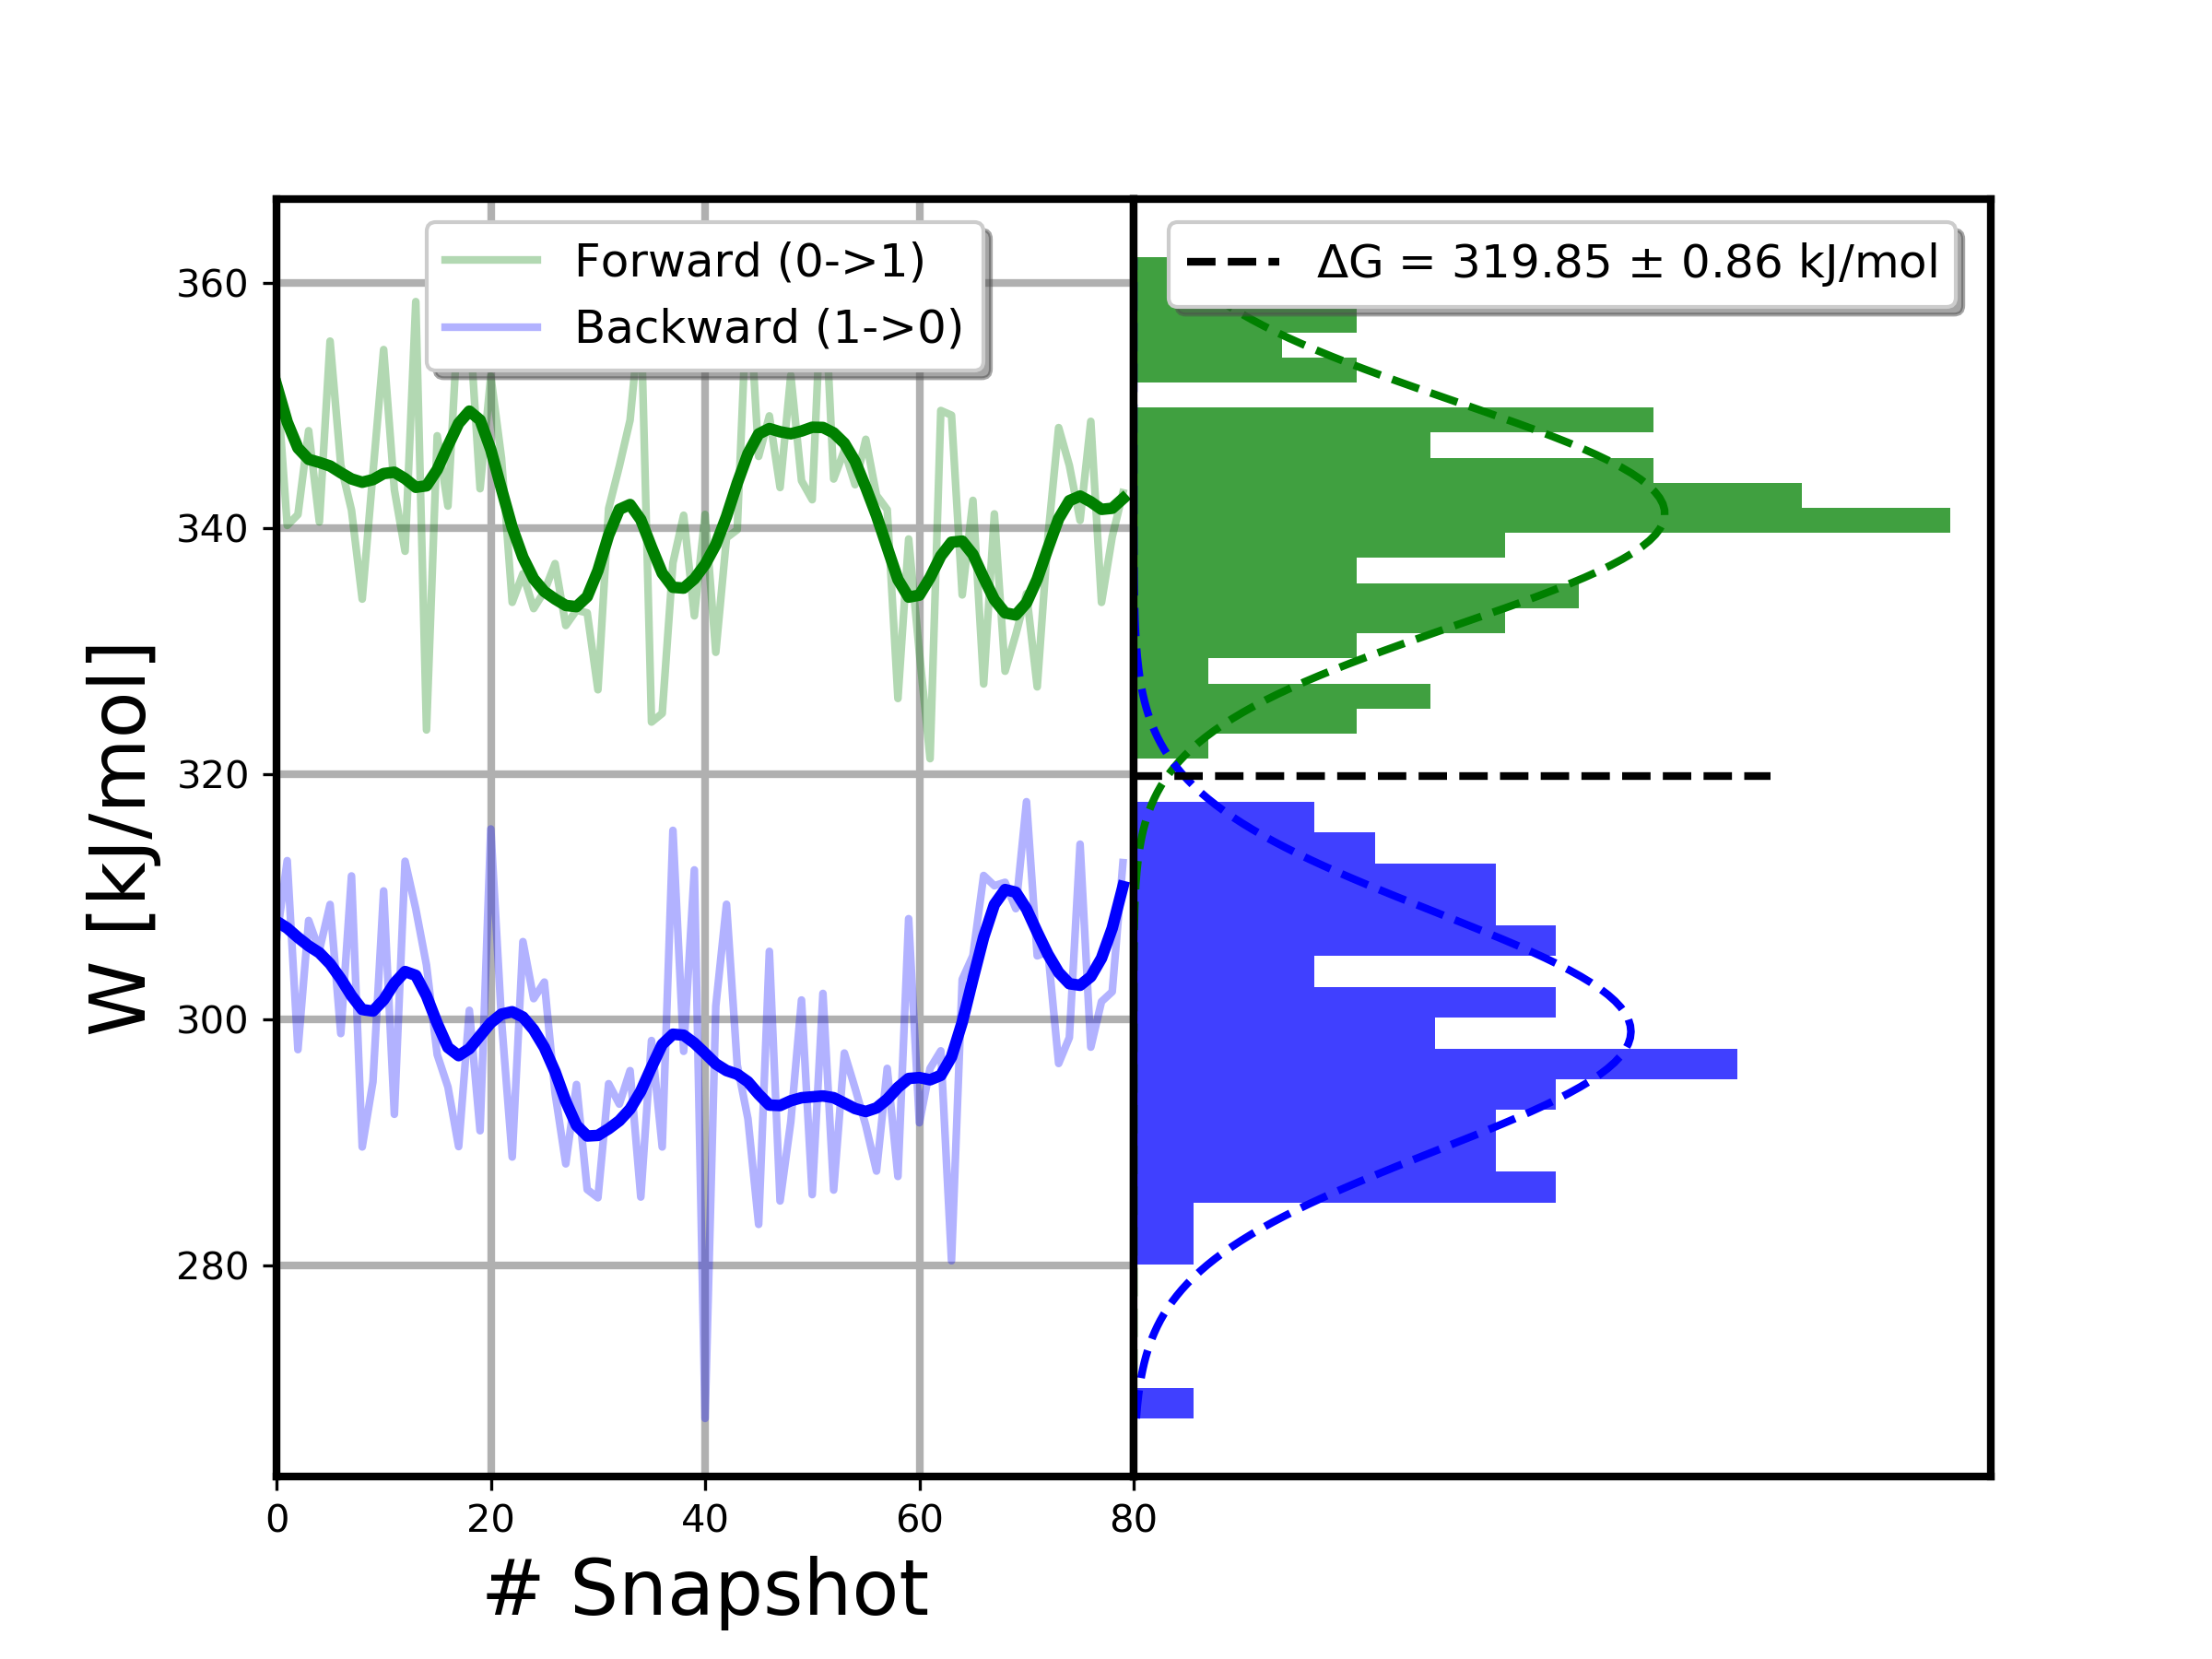 Forward (0->1)
Backward (1->0)
ΔG = 319.85 ± 0.86 kJ/mol
360
340
320
300
280
W [kJ/mol]
0 20 40 60 80
# Snapshot